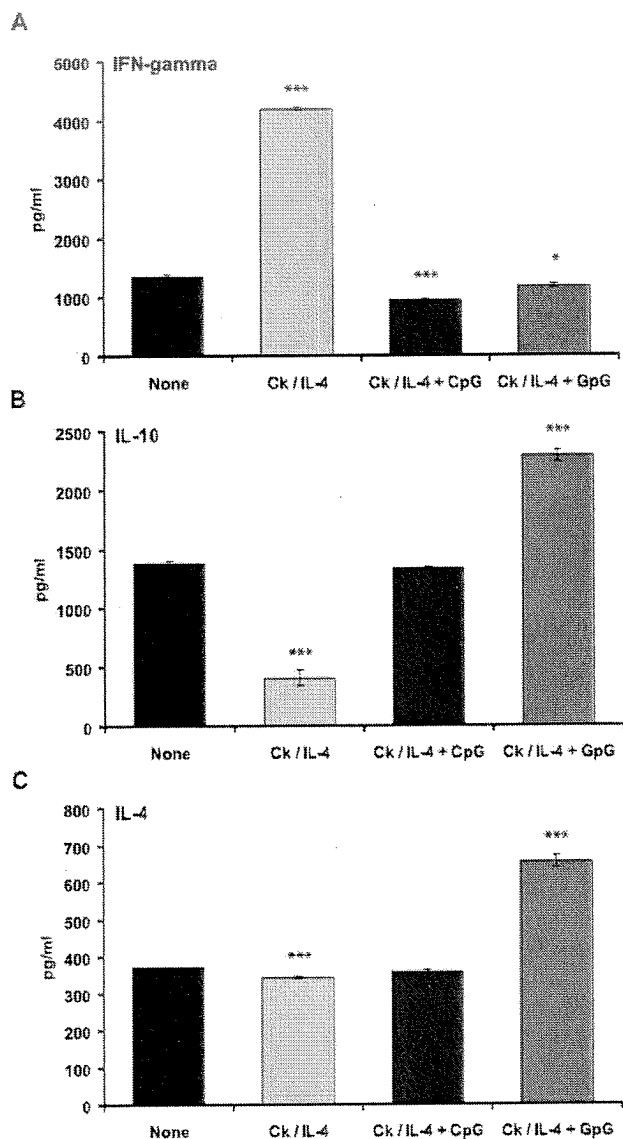 A
IFN-gamma
5000
4000
3000
2000
1000
0
pg/ml
***
***
*
None Ck / IL-4 Ck / IL-4 + CpG Ck / IL-4 + GpG
B
IL-10
2500
2000
1500
1000
500
0
pg/ml
***
***
None Ck / IL-4 Ck / IL-4 + CpG Ck / IL-4 + GpG
C
IL-4
800
700
600
500
400
300
200
100
0
pg/ml
***
***
None Ck / IL-4 Ck / IL-4 + CpG Ck / IL-4 + GpG